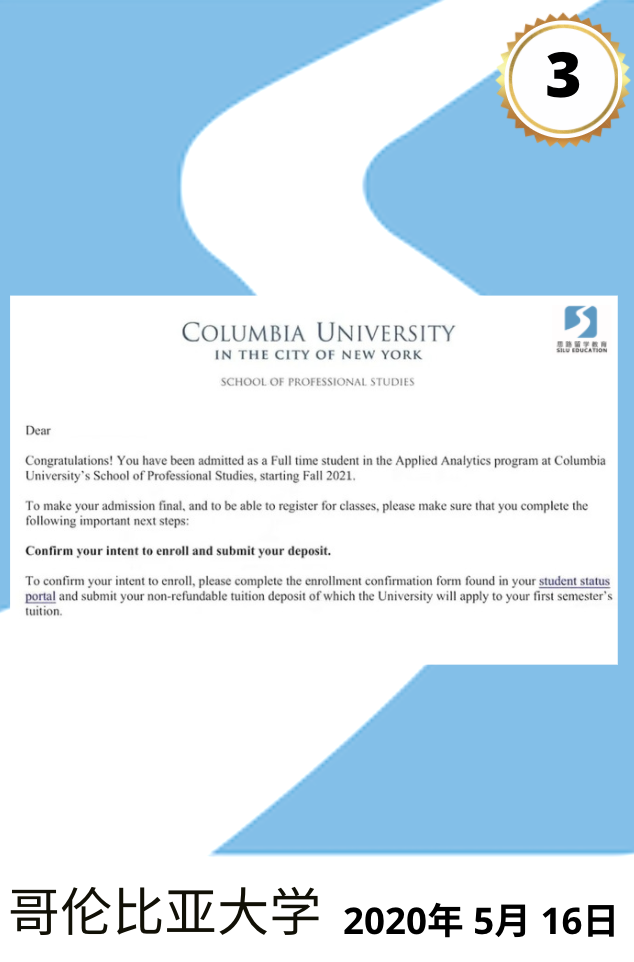 3
COLUMBIA UNIVERSITY
IN THE CITY OF NEW YORK
SCHOOL OF PROFESSIONAL STUDIES
思路留学教育
SILU EDUCATION
Dear
Congratulations! You have been admitted as a Full time student in the Applied Analytics program at Columbia
University's School of Professional Studies, starting Fall 2021.
To make your admission final, and to be able to register for classes, please make sure that you complete the
following important next steps:
Confirm your intent to enroll and submit your deposit.
To confirm your intent to enroll, please complete the enrollment confirmation form found in your student status
portal and submit your non-refundable tuition deposit of which the University will apply to your first semester's
tuition.
哥伦比亚大学
2020年 5月 16日